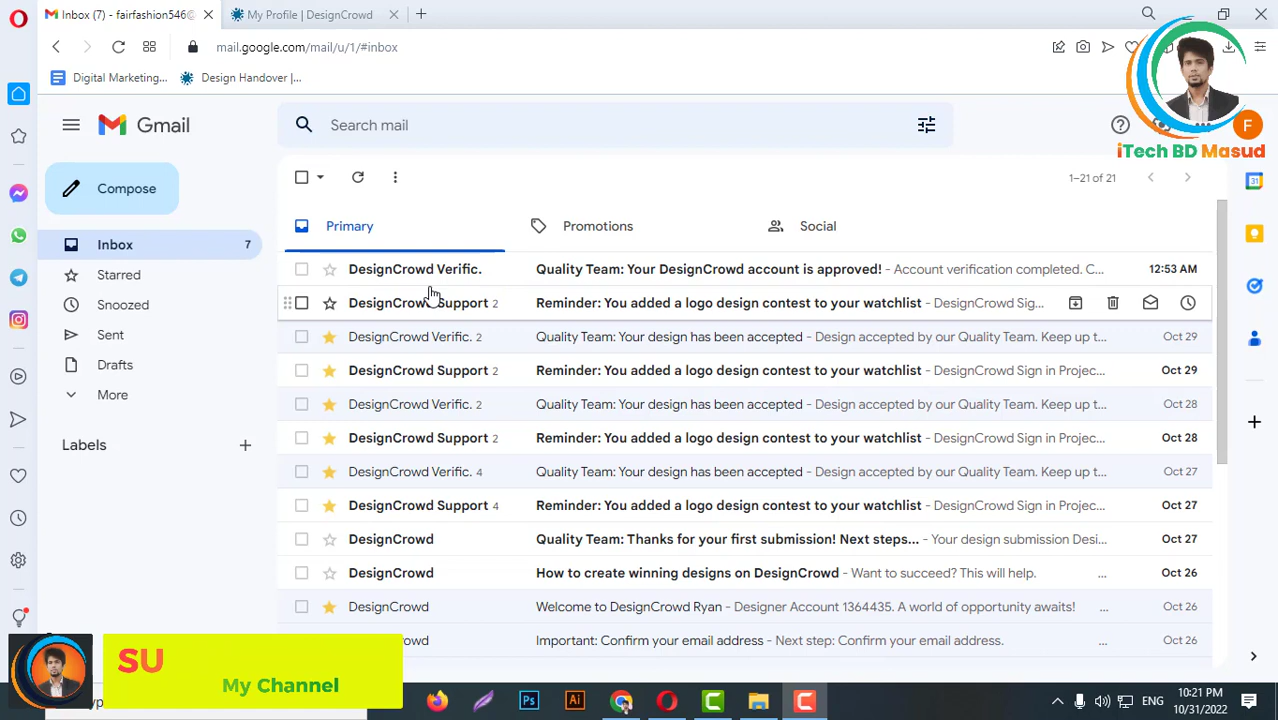 Inbox (7) - fairfashion546@
My Profile | DesignCrowd
mail.google.com/mail/u/1/#inbox
Digital Marketing...
Design Handover |...
Gmail
Search mail
F
iTech BD Masud
Compose
1–21 of 21
Primary
Promotions
Social
Inbox 7
Starred
Snoozed
Sent
Drafts
More
Labels
DesignCrowd Verific. Quality Team: Your DesignCrowd account is approved! - Account verification completed. C... 12:53 AM
DesignCrowd Support 2 Reminder: You added a logo design contest to your watchlist - DesignCrowd Sig...
DesignCrowd Verific. 2 Quality Team: Your design has been accepted - Design accepted by our Quality Team. Keep up t... Oct 29
DesignCrowd Support 2 Reminder: You added a logo design contest to your watchlist - DesignCrowd Sign in Projec... Oct 29
DesignCrowd Verific. 2 Quality Team: Your design has been accepted - Design accepted by our Quality Team. Keep up t... Oct 28
DesignCrowd Support 2 Reminder: You added a logo design contest to your watchlist - DesignCrowd Sign in Projec... Oct 28
DesignCrowd Verific. 4 Quality Team: Your design has been accepted - Design accepted by our Quality Team. Keep up t... Oct 27
DesignCrowd Support 4 Reminder: You added a logo design contest to your watchlist - DesignCrowd Sign in Projec... Oct 27
DesignCrowd Quality Team: Thanks for your first submission! Next steps... - Your design submission Desi... Oct 27
DesignCrowd How to create winning designs on DesignCrowd - Want to succeed? This will help. ... Oct 26
DesignCrowd Welcome to DesignCrowd Ryan - Designer Account 1364435. A world of opportunity awaits! ... Oct 26
Important: Confirm your email address - Next step: Confirm your email address. ... Oct 26
SU
My Channel
Ps
Ai
ENG
10:21 PM
10/31/2022